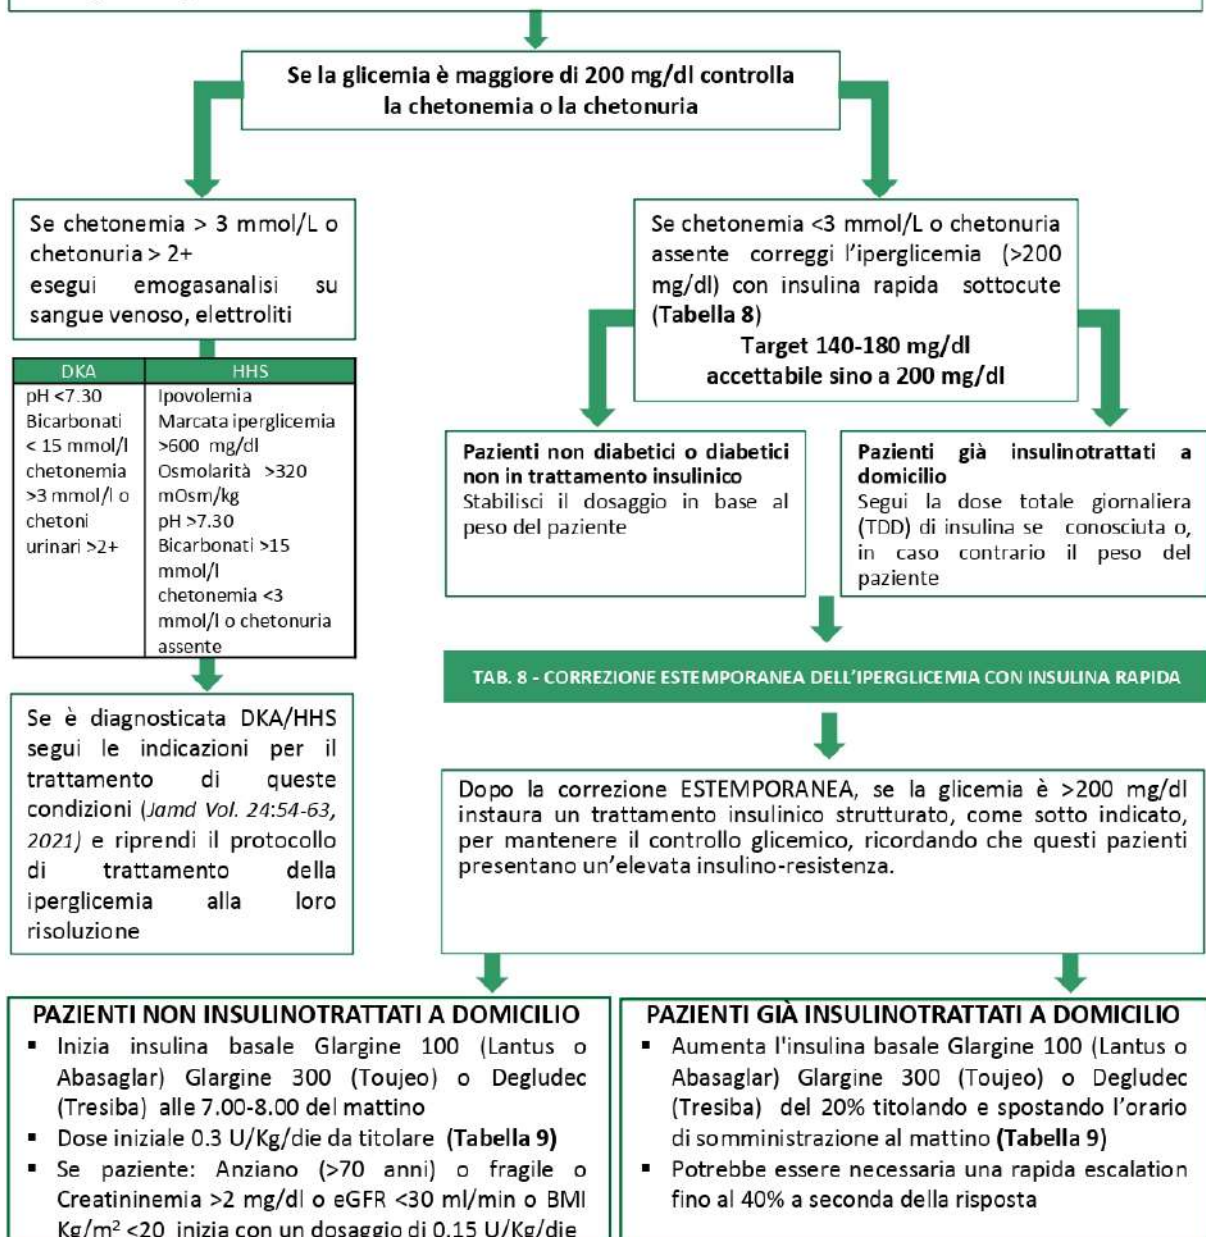 Se la glicemia è maggiore di 200 mg/dl controlla
la chetonemia o la chetonuria
Se chetonemia > 3 mmol/L o
chetonuria > 2+
esegui emogasanalisi su
sangue venoso, elettroliti
DKA
pH <7.30
Bicarbonati
< 15 mmol/l
chetonemia
>3 mmol/l o
chetoni
urinari >2+
HHS
Ipovolemia
Marcata iperglicemia
>600 mg/dl
Osmolarità >320
mOsm/kg
pH >7.30
Bicarbonati >15
mmol/l
chetonemia <3
mmol/l o chetonuria
assente
Se è diagnosticata DKA/HHS
segui le indicazioni per il
trattamento di queste
condizioni (Jamd Vol. 24:54-63,
2021) e riprendi il protocollo
di trattamento della
iperglicemia alla loro
risoluzione
Se chetonemia <3 mmol/L o chetonuria
assente correggi l'iperglicemia (>200
mg/dl) con insulina rapida sottocute
(Tabella 8)
Target 140-180 mg/dl
accettabile sino a 200 mg/dl
Pazienti non diabetici o diabetici
non in trattamento insulinico
Stabilisci il dosaggio in base al
peso del paziente
Pazienti già insulinotrattati a
domicilio
Segui la dose totale giornaliera
(TDD) di insulina se conosciuta o,
in caso contrario il peso del
paziente
TAB. 8 - CORREZIONE ESTEMPORANEA DELL'IPERGLICEMIA CON INSULINA RAPIDA
Dopo la correzione ESTEMPORANEA, se la glicemia è >200 mg/dl
instaura un trattamento insulinico strutturato, come sotto indicato,
per mantenere il controllo glicemico, ricordando che questi pazienti
presentano un'elevata insulino-resistenza.
PAZIENTI NON INSULINOTRATTATI A DOMICILIO
▪ Inizia insulina basale Glargine 100 (Lantus o
Abasaglar) Glargine 300 (Toujeo) o Degludec
(Tresiba) alle 7.00-8.00 del mattino
▪ Dose iniziale 0.3 U/Kg/die da titolare (Tabella 9)
▪ Se paziente: Anziano (>70 anni) o fragile o
Creatininemia >2 mg/dl o eGFR <30 ml/min o BMI
Kg/m² <20 inizia con un dosaggio di 0.15 U/Kg/die
PAZIENTI GIÀ INSULINOTRATTATI A DOMICILIO
▪ Aumenta l'insulina basale Glargine 100 (Lantus o
Abasaglar) Glargine 300 (Toujeo) o Degludec
(Tresiba) del 20% titolando e spostando l'orario
di somministrazione al mattino (Tabella 9)
▪ Potrebbe essere necessaria una rapida escalation
fino al 40% a seconda della risposta